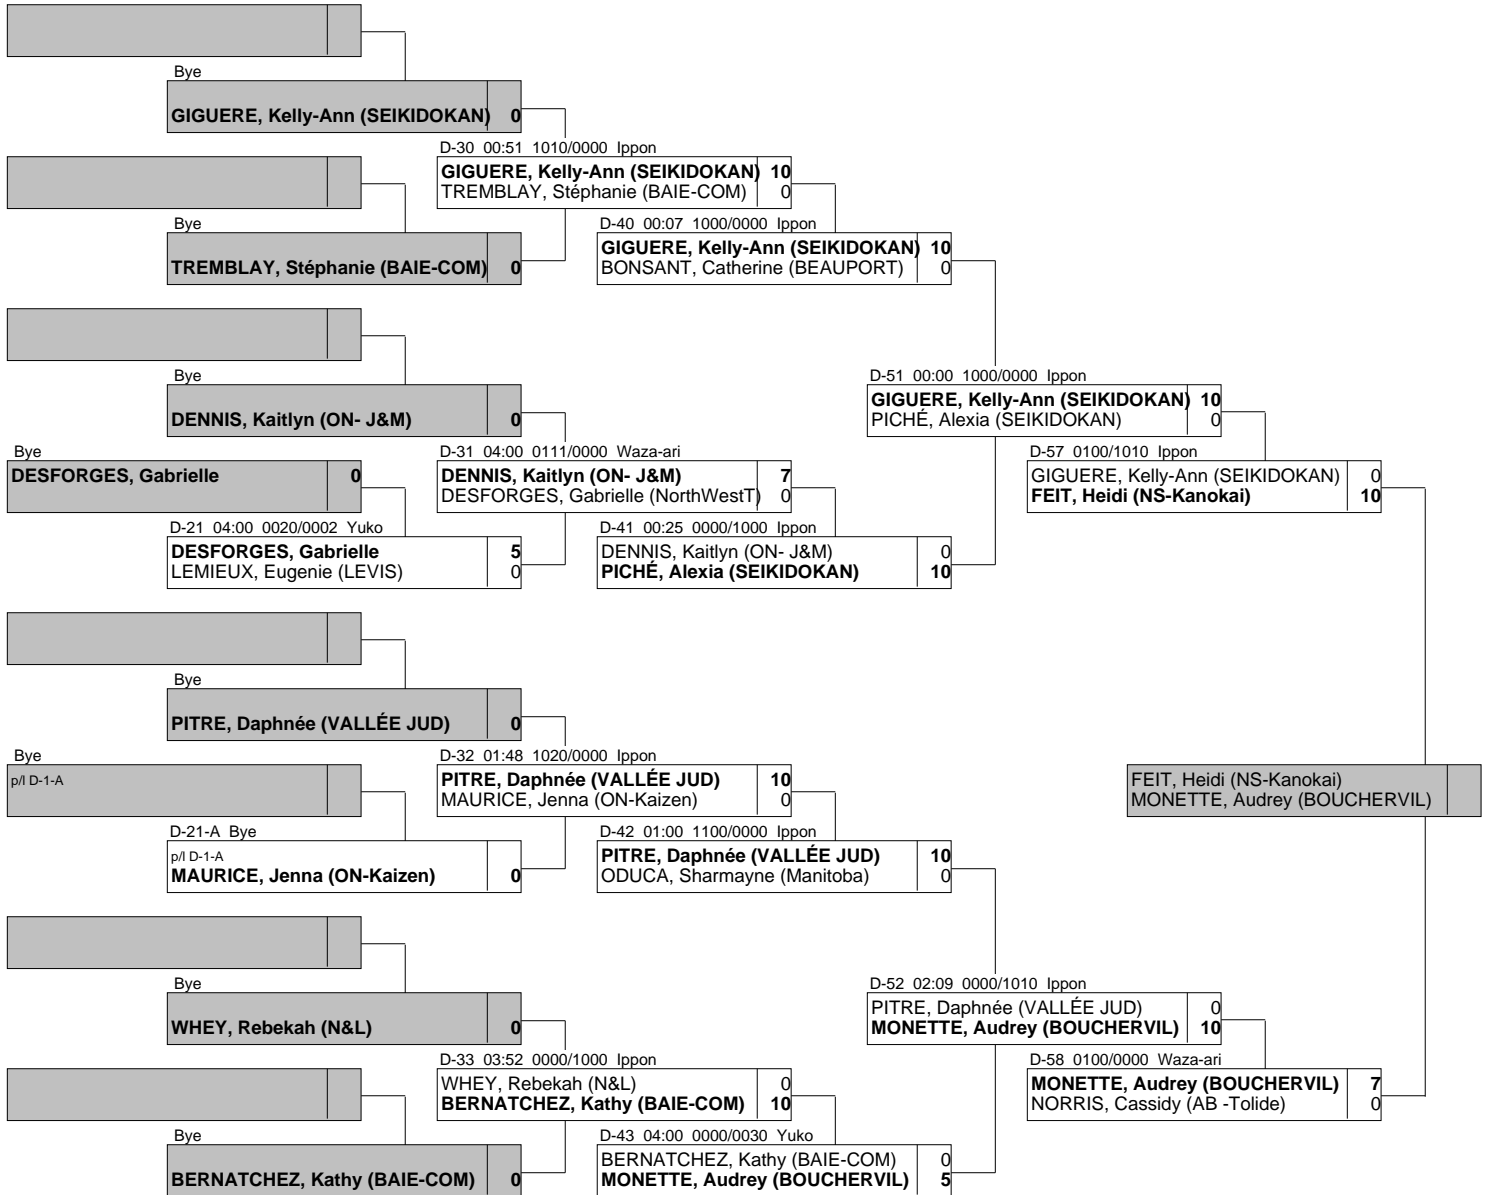 Bye
GIGUERE, Kelly-Ann (SEIKIDOKAN) 0
D-30 00:51 1010/0000 Ippon
GIGUERE, Kelly-Ann (SEIKIDOKAN) 10
TREMBLAY, Stéphanie (BAIE-COM) 0
Bye
TREMBLAY, Stéphanie (BAIE-COM) 0
D-40 00:07 1000/0000 Ippon
GIGUERE, Kelly-Ann (SEIKIDOKAN) 10
BONSANT, Catherine (BEAUPORT) 0
Bye
DENNIS, Kaitlyn (ON- J&M) 0
D-51 00:00 1000/0000 Ippon
GIGUERE, Kelly-Ann (SEIKIDOKAN) 10
PICHÉ, Alexia (SEIKIDOKAN) 0
Bye
DESFORGES, Gabrielle 0
D-31 04:00 0111/0000 Waza-ari
DENNIS, Kaitlyn (ON- J&M) 7
DESFORGES, Gabrielle (NorthWestT) 0
D-57 0100/1010 Ippon
GIGUERE, Kelly-Ann (SEIKIDOKAN) 0
FEIT, Heidi (NS-Kanokai) 10
D-21 04:00 0020/0002 Yuko
DESFORGES, Gabrielle 5
LEMIEUX, Eugenie (LEVIS) 0
D-41 00:25 0000/1000 Ippon
DENNIS, Kaitlyn (ON- J&M) 0
PICHÉ, Alexia (SEIKIDOKAN) 10
Bye
PITRE, Daphnée (VALLÉE JUD) 0
Bye
p/l D-1-A
D-32 01:48 1020/0000 Ippon
PITRE, Daphnée (VALLÉE JUD) 10
MAURICE, Jenna (ON-Kaizen) 0
FEIT, Heidi (NS-Kanokai)
MONETTE, Audrey (BOUCHERVIL)
D-21-A Bye
p/l D-1-A
MAURICE, Jenna (ON-Kaizen) 0
D-42 01:00 1100/0000 Ippon
PITRE, Daphnée (VALLÉE JUD) 10
ODUCA, Sharmayne (Manitoba) 0
Bye
WHEY, Rebekah (N&L) 0
D-52 02:09 0000/1010 Ippon
PITRE, Daphnée (VALLÉE JUD) 0
MONETTE, Audrey (BOUCHERVIL) 10
D-33 03:52 0000/1000 Ippon
WHEY, Rebekah (N&L) 0
BERNATCHEZ, Kathy (BAIE-COM) 10
D-58 0100/0000 Waza-ari
MONETTE, Audrey (BOUCHERVIL) 7
NORRIS, Cassidy (AB -Tolide) 0
Bye
BERNATCHEZ, Kathy (BAIE-COM) 0
D-43 04:00 0000/0030 Yuko
BERNATCHEZ, Kathy (BAIE-COM) 0
MONETTE, Audrey (BOUCHERVIL) 5